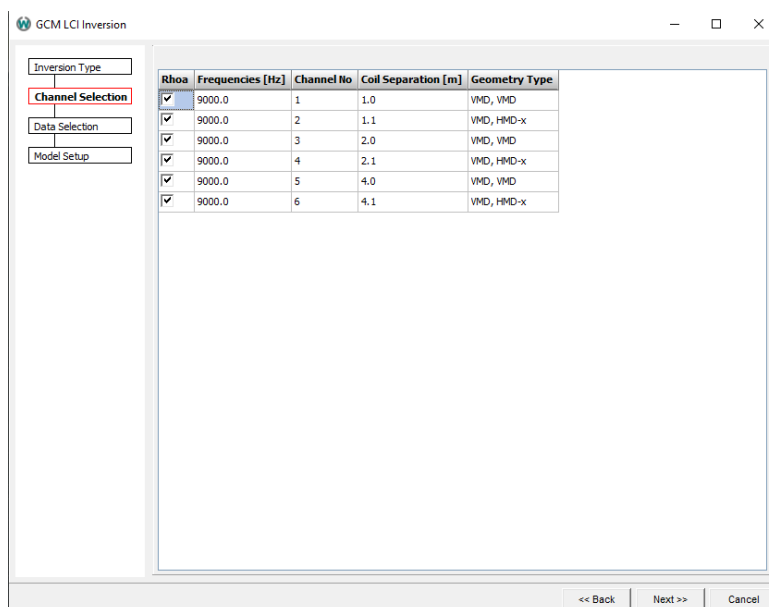 GCM LCI Inversion
Inversion Type
Channel Selection
Data Selection
Model Setup
Rhoa Frequencies [Hz] Channel No Coil Separation [m] Geometry Type
9000.0 1 1.0 VMD, VMD
9000.0 2 1.1 VMD, HMD-x
9000.0 3 2.0 VMD, VMD
9000.0 4 2.1 VMD, HMD-x
9000.0 5 4.0 VMD, VMD
9000.0 6 4.1 VMD, HMD-x
<< Back Next >> Cancel